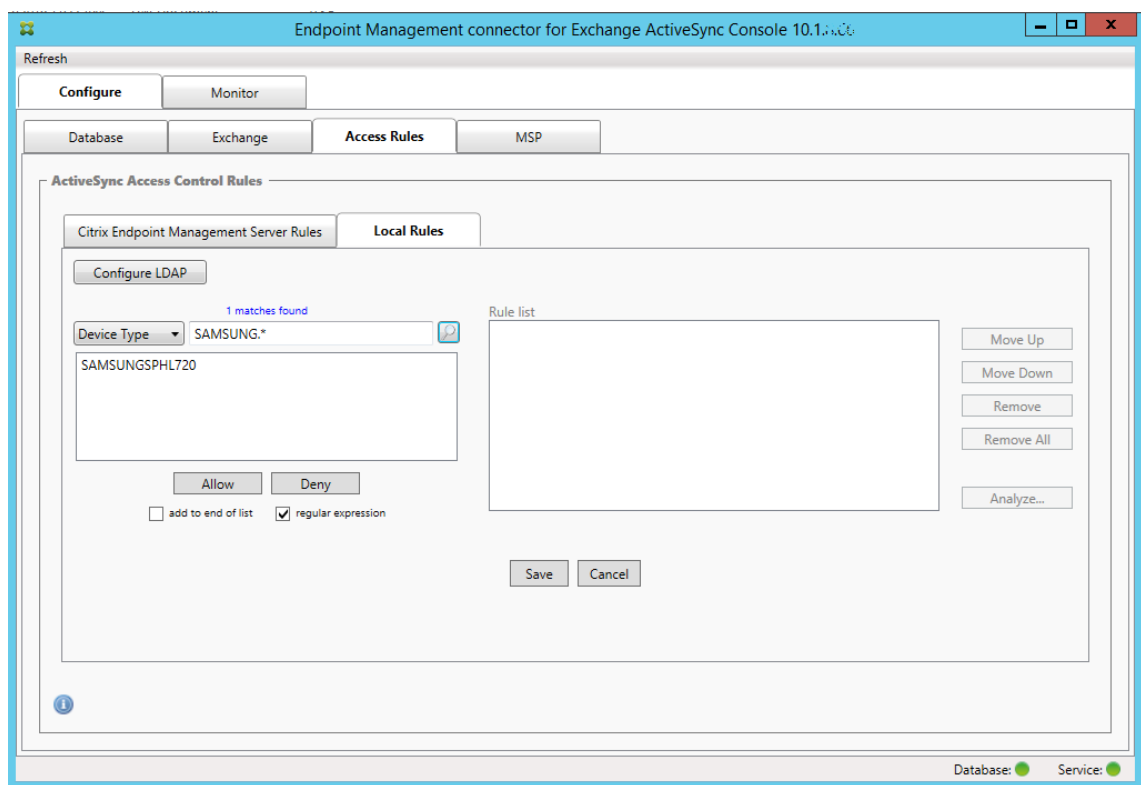 Endpoint Management connector for Exchange ActiveSync Console
Refresh
Configure Monitor
Database Exchange Access Rules MSP
ActiveSync Access Control Rules
Citrix Endpoint Management Server Rules Local Rules
Configure LDAP
1 matches found
Rule list
Device Type SAMSUNG.*
Move Up
SAMSUNGSPHL720
Move Down
Remove
Remove All
Allow Deny
Analyze...
add to end of list regular expression
Save Cancel
Database: Service: